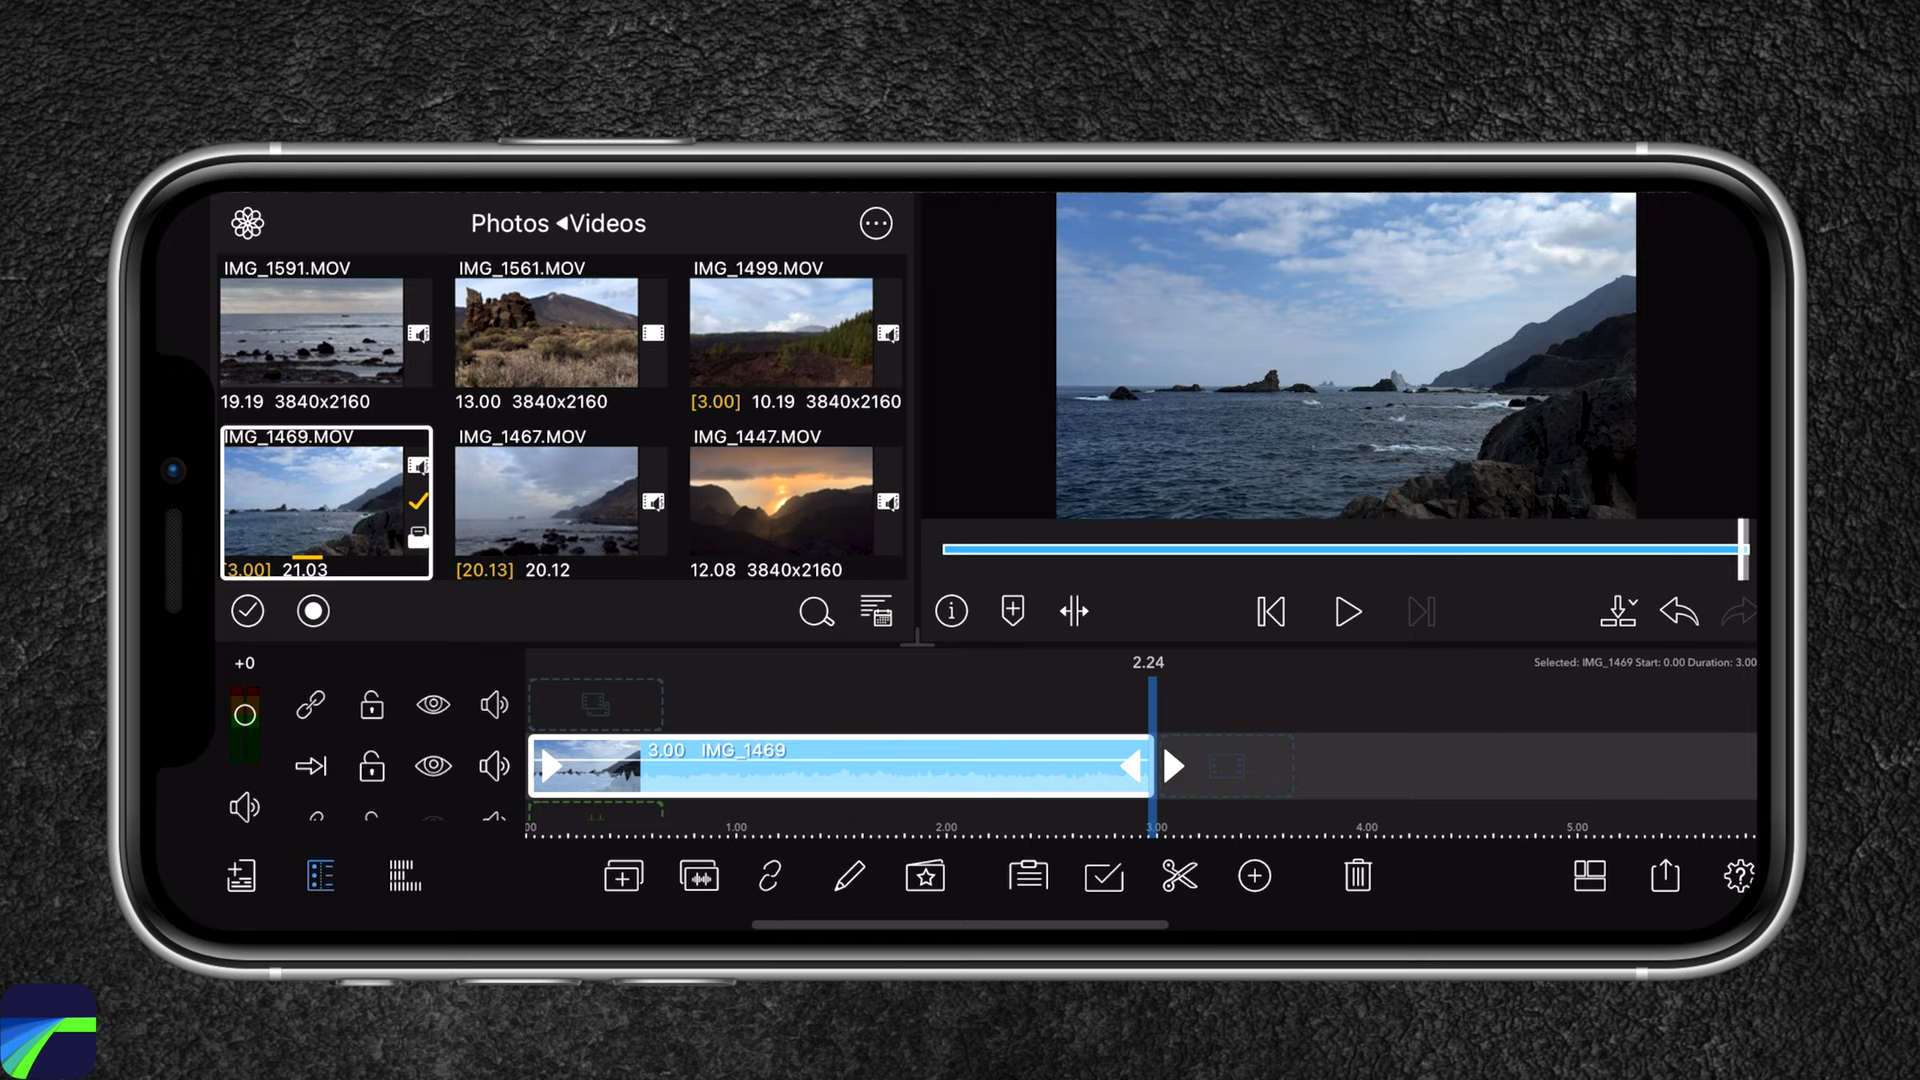 Photos ◂Videos
IMG_1591.MOV
IMG_1561.MOV
IMG_1499.MOV
19.19 3840x2160
13.00 3840x2160
[3.00] 10.19 3840x2160
IMG_1469.MOV
IMG_1467.MOV
IMG_1447.MOV
[3.00] 21.03
[20.13] 20.12
12.08 3840x2160
+0
2.24
Selected: IMG_1469 Start: 0.00 Duration: 3.00
3.00 IMG_1469
00
1.00
2.00
3.00
4.00
5.00